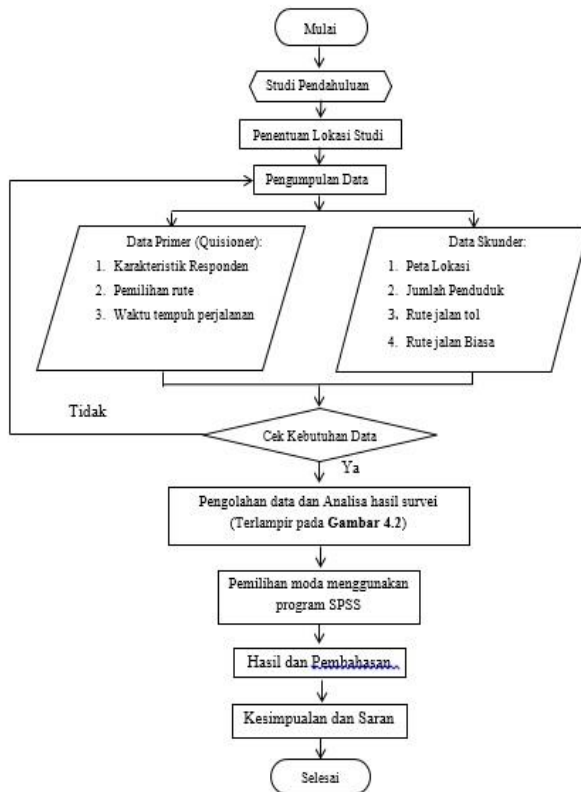 Mulai
Studi Pendahuluan
Penentuan Lokasi Studi
Pengumpulan Data
Data Primer (Quisioner):
1. Karakteristik Responden
2. Pemilihan rute
3. Waktu tempuh perjalanan
Data Skunder:
1. Peta Lokasi
2. Jumlah Penduduk
3. Rute jalan tol
4. Rute jalan Biasa
Tidak
Cek Kebutuhan Data
Ya
Pengolahan data dan Analisa hasil survei
(Terlampir pada Gambar 4.2)
Pemilihan moda menggunakan
program SPSS
Hasil dan Pembahasan
Kesimpualan dan Saran
Selesai